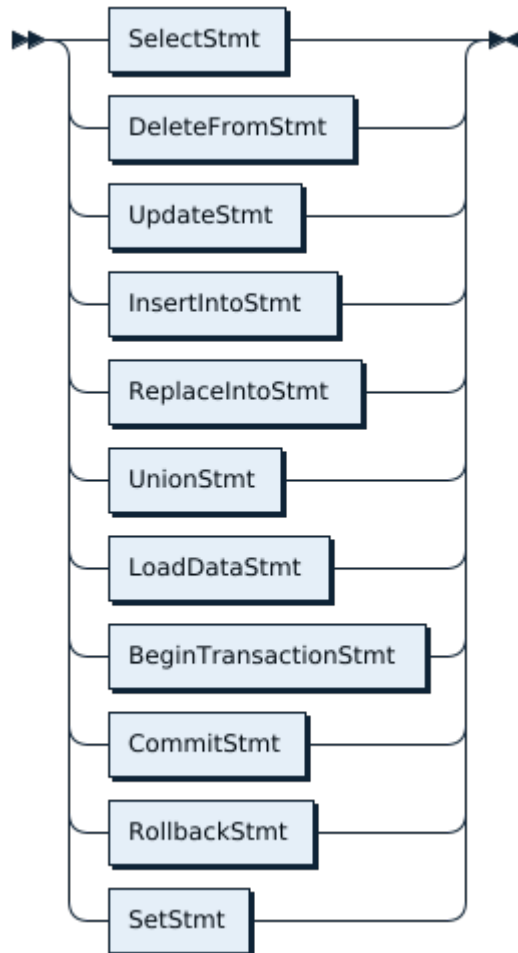 SelectStmt
DeleteFromStmt
UpdateStmt
InsertIntoStmt
ReplaceIntoStmt
UnionStmt
LoadDataStmt
BeginTransactionStmt
CommitStmt
RollbackStmt
SetStmt